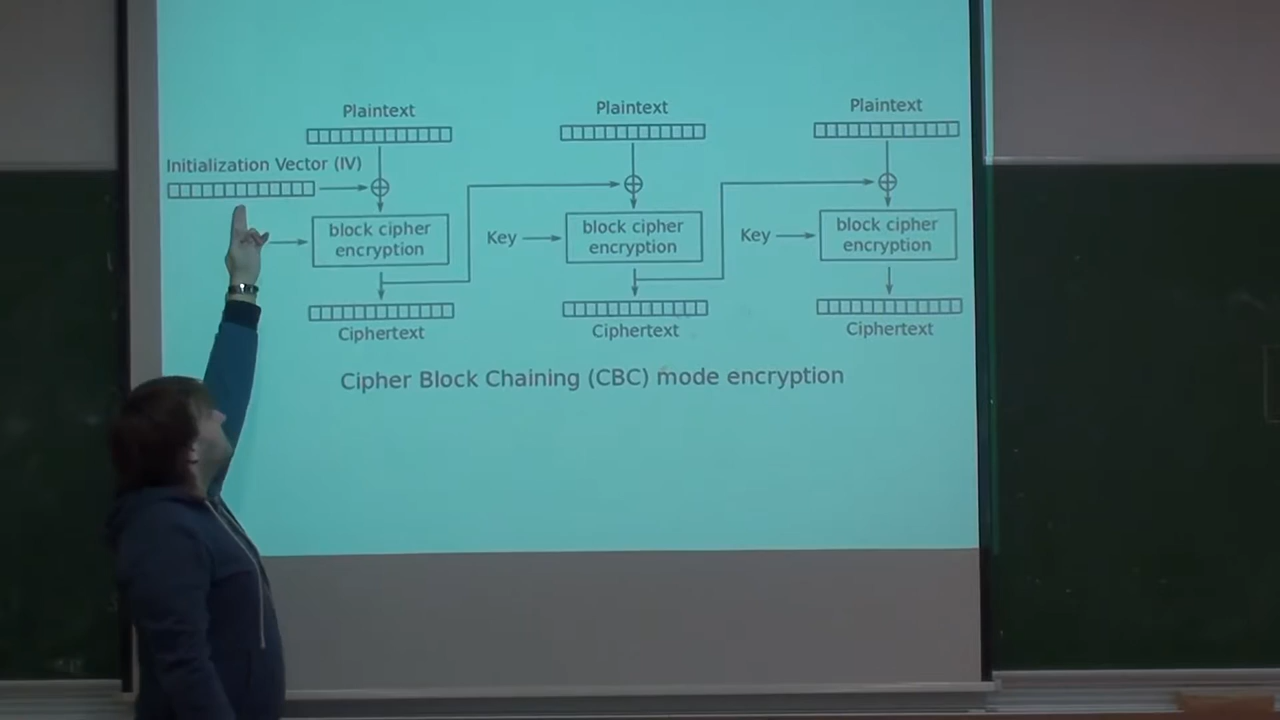 Plaintext
Plaintext
Plaintext
Initialization Vector (IV)
block cipher
encryption
Key
block cipher
encryption
Key
block cipher
encryption
Ciphertext
Ciphertext
Ciphertext
Cipher Block Chaining (CBC) mode encryption